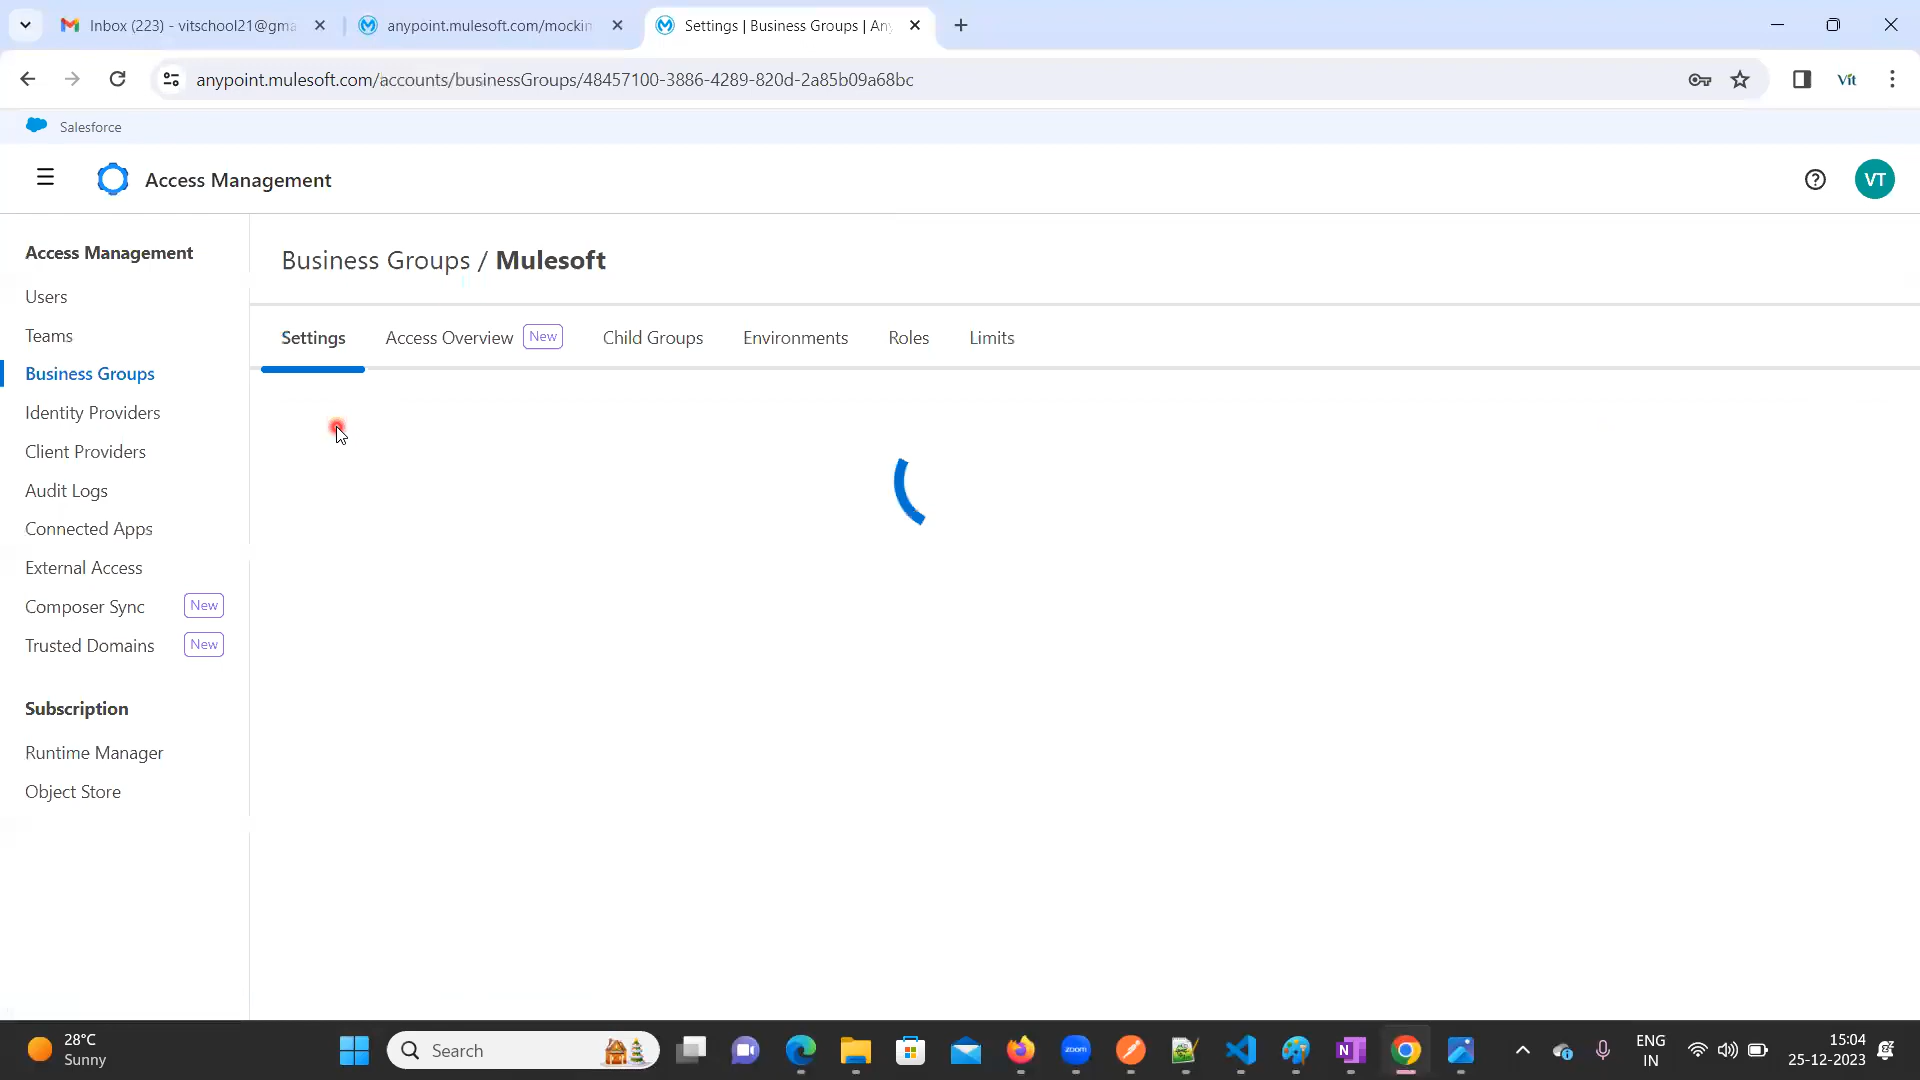 Inbox (223) - vitschool21@gma
anypoint.mulesoft.com/mockin
Settings | Business Groups | Any
anypoint.mulesoft.com/accounts/businessGroups/48457100-3886-4289-820d-2a85b09a68bc
Vit
Salesforce
Access Management
VT
Access Management
Users
Teams
Business Groups
Identity Providers
Client Providers
Audit Logs
Connected Apps
External Access
Composer Sync New
Trusted Domains New
Subscription
Runtime Manager
Object Store
Business Groups / Mulesoft
Settings Access Overview New Child Groups Environments Roles Limits
28°C
Sunny
Search
zoom
N
ENG
IN
15:04
25-12-2023